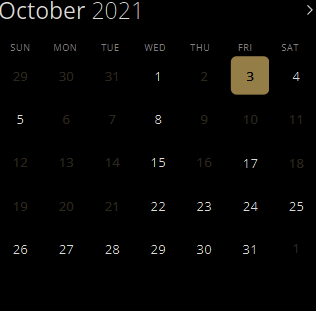 October 2021 >
SUN MON TUE WED THU FRI SAT
29 30 31 1 2 3 4
5 6 7 8 9 10 11
12 13 14 15 16 17 18
19 20 21 22 23 24 25
26 27 28 29 30 31 1